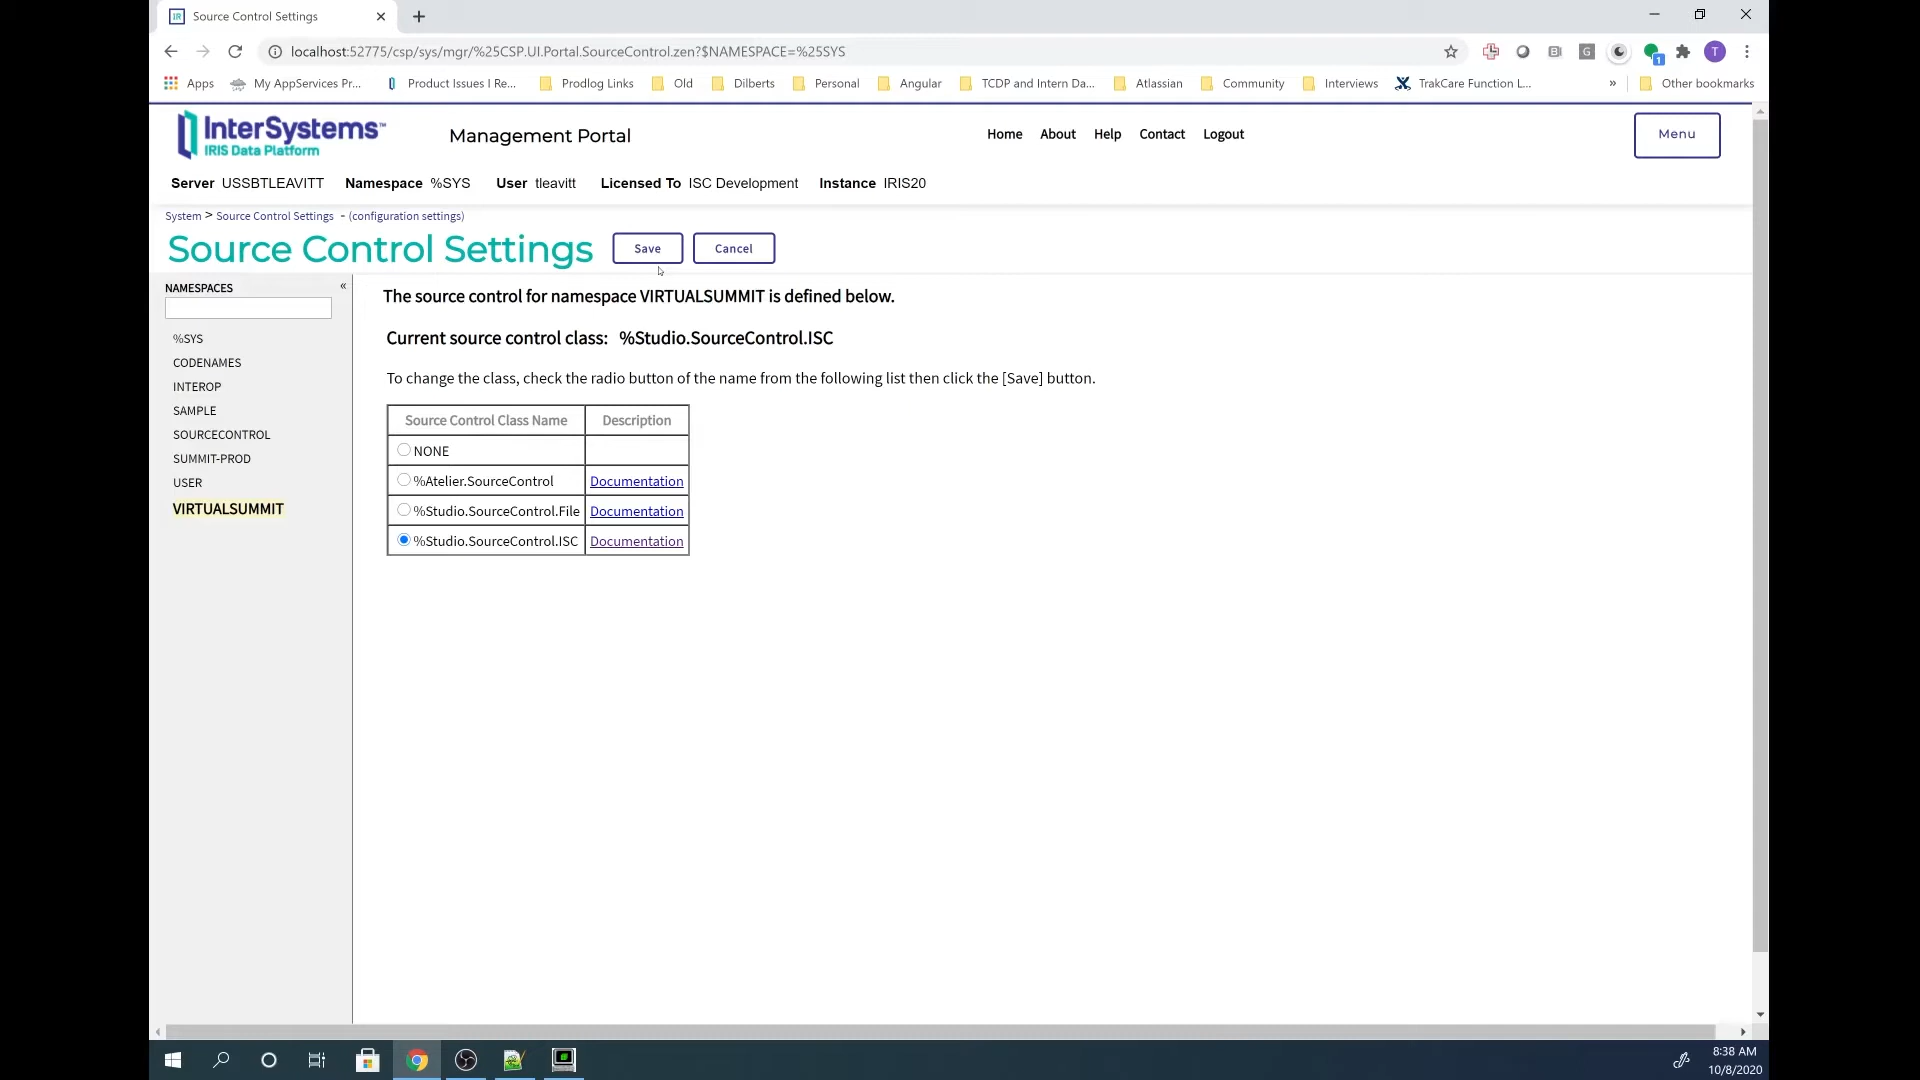 Source Control Settings
localhost:52775/csp/sys/mgr/%25CSP.UI.Portal.SourceControl.zen?$NAMESPACE=%25SYS
Apps My AppServices Pr... Product Issues I Re... Prodlog Links Old Dilberts Personal Angular TCDP and Intern Da... Atlassian Community Interviews TrakCare Function L... » Other bookmarks
InterSystems™
IRIS Data Platform
Management Portal
Home About Help Contact Logout
Menu
Server USSBTLEAVITT Namespace %SYS User tleavitt Licensed To ISC Development Instance IRIS20
System > Source Control Settings - (configuration settings)
Source Control Settings Save Cancel
NAMESPACES «
%SYS
CODENAMES
INTEROP
SAMPLE
SOURCECONTROL
SUMMIT-PROD
USER
VIRTUALSUMMIT
The source control for namespace VIRTUALSUMMIT is defined below.
Current source control class: %Studio.SourceControl.ISC
To change the class, check the radio button of the name from the following list then click the [Save] button.
Source Control Class Name Description
NONE
%Atelier.SourceControl Documentation
%Studio.SourceControl.File Documentation
%Studio.SourceControl.ISC Documentation
8:38 AM
10/8/2020